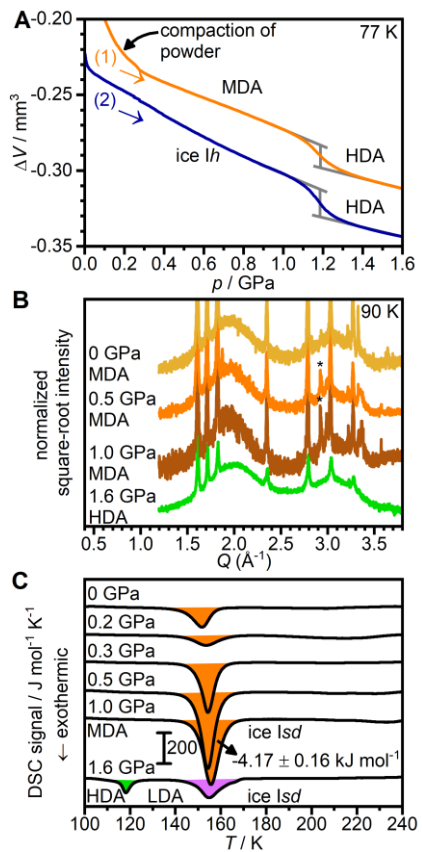 A
77 K
compaction of
powder
(1)
(2)
MDA
HDA
ice Ih
HDA
ΔV / mm³
-0.20
-0.25
-0.30
-0.35
0.0 0.2 0.4 0.6 0.8 1.0 1.2 1.4 1.6
p / GPa
B
90 K
normalized
square-root intensity
0 GPa
MDA
0.5 GPa
MDA
*
*
1.0 GPa
MDA
1.6 GPa
HDA
0.5 1.0 1.5 2.0 2.5 3.0 3.5
Q (Å⁻¹)
C
DSC signal / J mol⁻¹ K⁻¹
← exothermic
0 GPa
0.2 GPa
0.3 GPa
0.5 GPa
1.0 GPa
MDA
200
ice Isd
-4.17 ± 0.16 kJ mol⁻¹
1.6 GPa
HDA LDA ice Isd
100 120 140 160 180 200 220 240
T / K